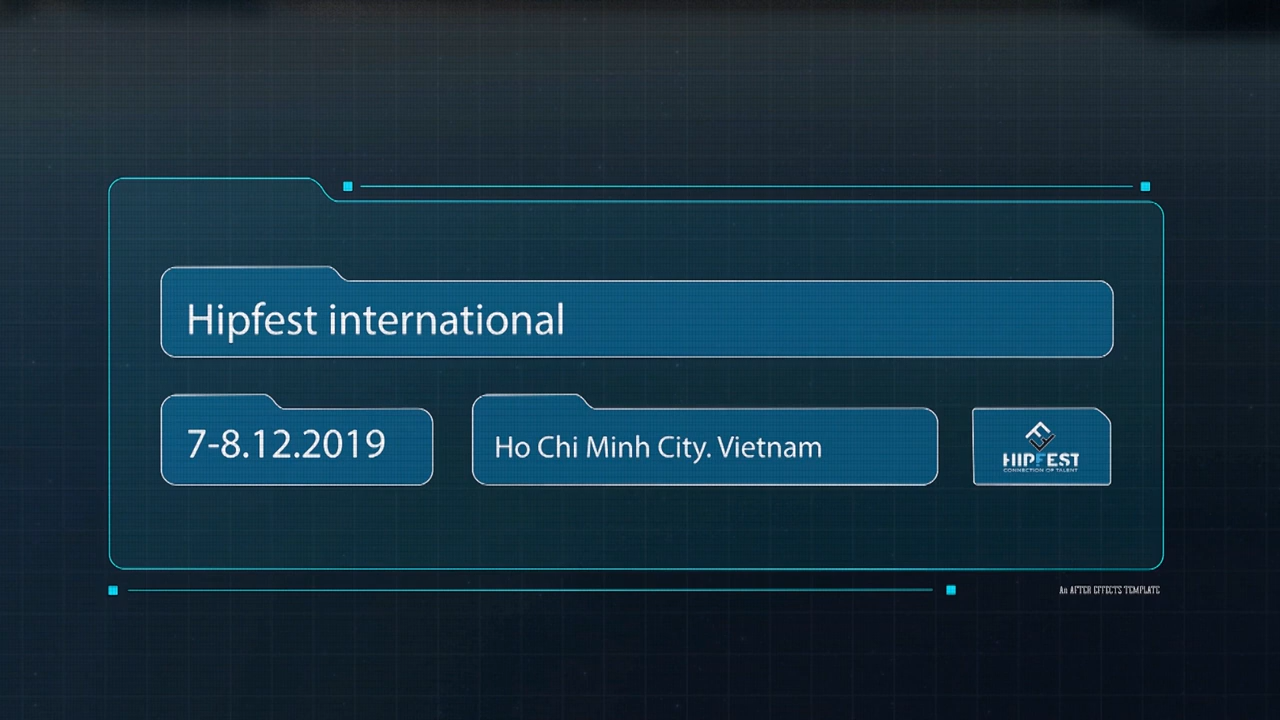 Hipfest international
7-8.12.2019
Ho Chi Minh City. Vietnam
HIPFEST
CONNECTION OF TALENT
An AFTER EFFECTS TEMPLATE